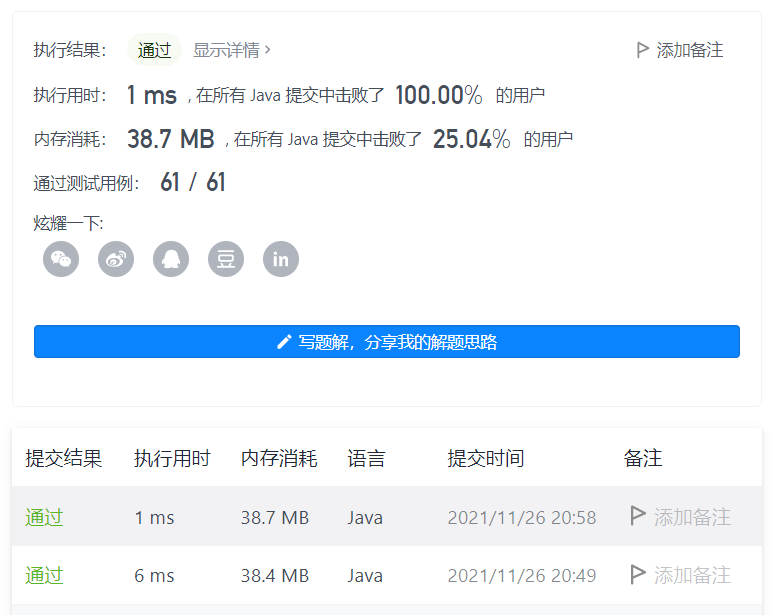 执行结果： 通过 显示详情 › 添加备注
执行用时： 1 ms , 在所有 Java 提交中击败了 100.00% 的用户
内存消耗： 38.7 MB , 在所有 Java 提交中击败了 25.04% 的用户
通过测试用例： 61 / 61
炫耀一下:
豆 in
写题解，分享我的解题思路
提交结果 执行用时 内存消耗 语言 提交时间 备注
通过 1 ms 38.7 MB Java 2021/11/26 20:58 添加备注
通过 6 ms 38.4 MB Java 2021/11/26 20:49 添加备注